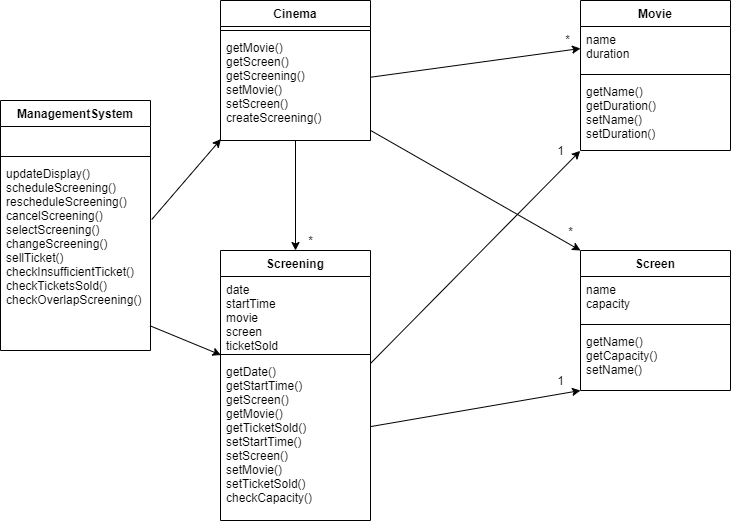 Cinema
getMovie()
getScreen()
getScreening()
setMovie()
setScreen()
createScreening()
Movie
name
duration
getName()
getDuration()
setName()
setDuration()
ManagementSystem
updateDisplay()
scheduleScreening()
rescheduleScreening()
cancelScreening()
selectScreening()
changeScreening()
sellTicket()
checkInsufficientTicket()
checkTicketsSold()
checkOverlapScreening()
*
1
*
*
Screening
date
startTime
movie
screen
ticketSold
getDate()
getStartTime()
getScreen()
getMovie()
getTicketSold()
setStartTime()
setScreen()
setMovie()
setTicketSold()
checkCapacity()
Screen
name
capacity
getName()
getCapacity()
setName()
1